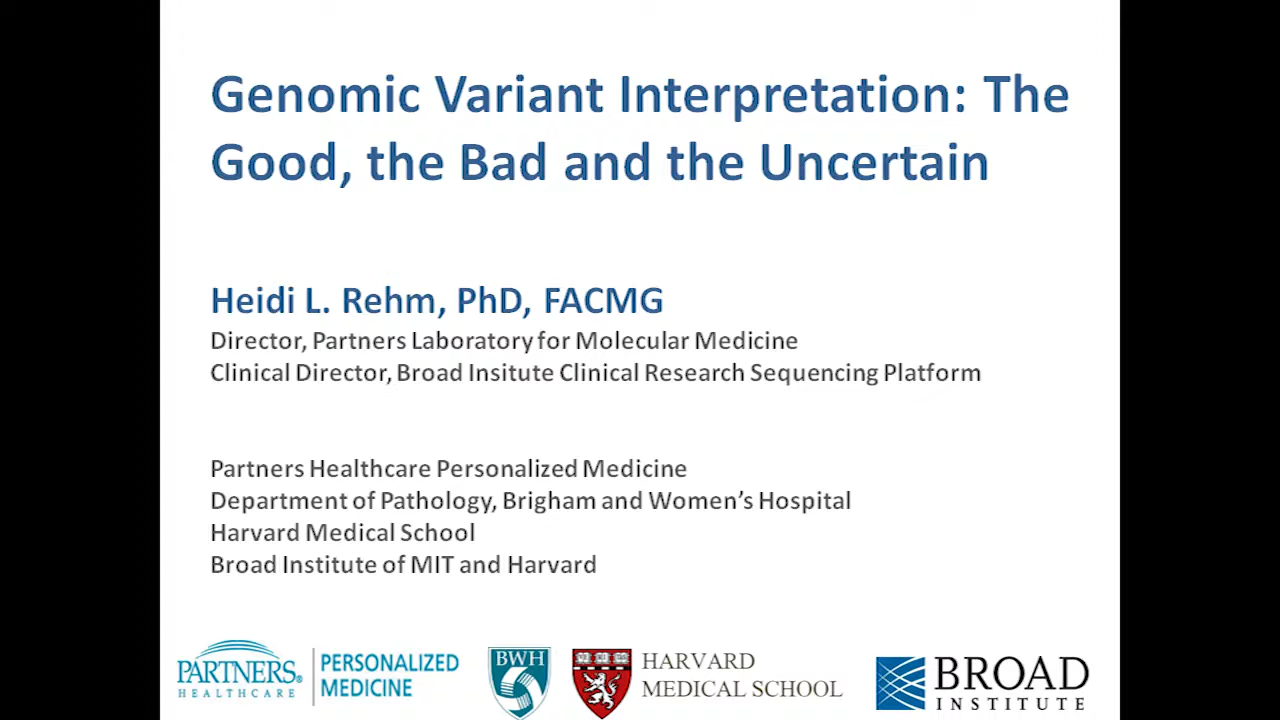 Genomic Variant Interpretation: The
Good, the Bad and the Uncertain
Heidi L. Rehm, PhD, FACMG
Director, Partners Laboratory for Molecular Medicine
Clinical Director, Broad Insitute Clinical Research Sequencing Platform
Partners Healthcare Personalized Medicine
Department of Pathology, Brigham and Women’s Hospital
Harvard Medical School
Broad Institute of MIT and Harvard
PARTNERS®
HEALTHCARE
PERSONALIZED
MEDICINE
BWH
HARVARD
MEDICAL SCHOOL
BROAD
INSTITUTE